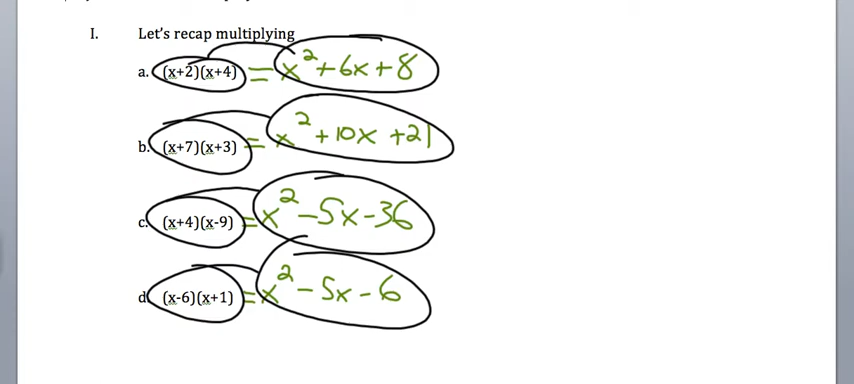 I. Let's recap multiplying
a. (x+2)(x+4) = x² + 6x + 8
b. (x+7)(x+3) = x² + 10x + 21
c. (x+4)(x-9) = x² - 5x - 36
d. (x-6)(x+1) = x² - 5x - 6